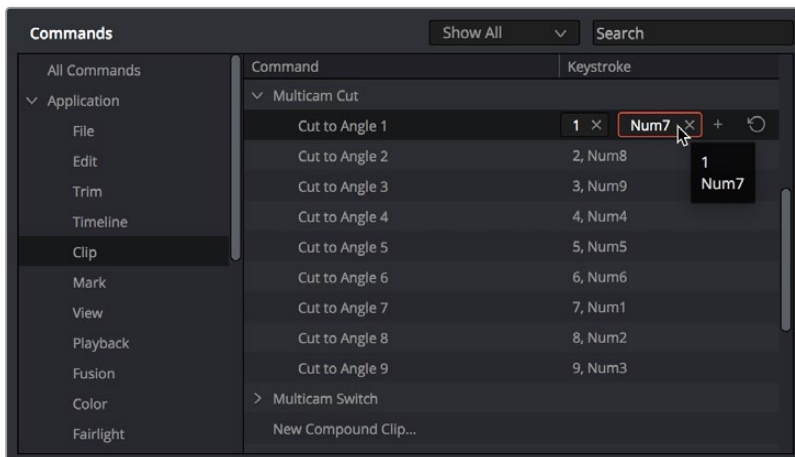 Commands
Show All
Search
All Commands
Application
File
Edit
Trim
Timeline
Clip
Mark
View
Playback
Fusion
Color
Fairlight
Command Keystroke
Multicam Cut
Cut to Angle 1 1 × Num7 × +
1
Num7
Cut to Angle 2 2, Num8
Cut to Angle 3 3, Num9
Cut to Angle 4 4, Num4
Cut to Angle 5 5, Num5
Cut to Angle 6 6, Num6
Cut to Angle 7 7, Num1
Cut to Angle 8 8, Num2
Cut to Angle 9 9, Num3
Multicam Switch
New Compound Clip...